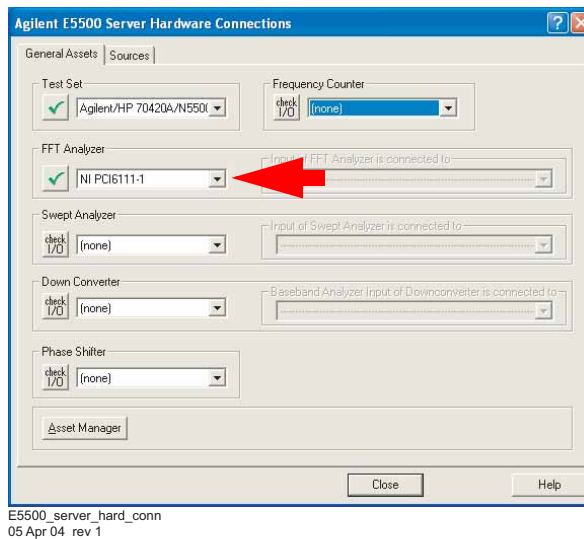 Agilent E5500 Server Hardware Connections
General Assets
Sources
Test Set
Agilent/HP 70420A/N550(
Frequency Counter
check I/O
(none)
FFT Analyzer
NI PCI6111-1
Input of FFT Analyzer is connected to
Swept Analyzer
check I/O
(none)
Input of Swept Analyzer is connected to
Down Converter
check I/O
(none)
Baseband Analyzer Input of Downconverter is connected to
Phase Shifter
check I/O
(none)
Asset Manager
Close
Help
E5500_server_hard_conn
05 Apr 04 rev 1